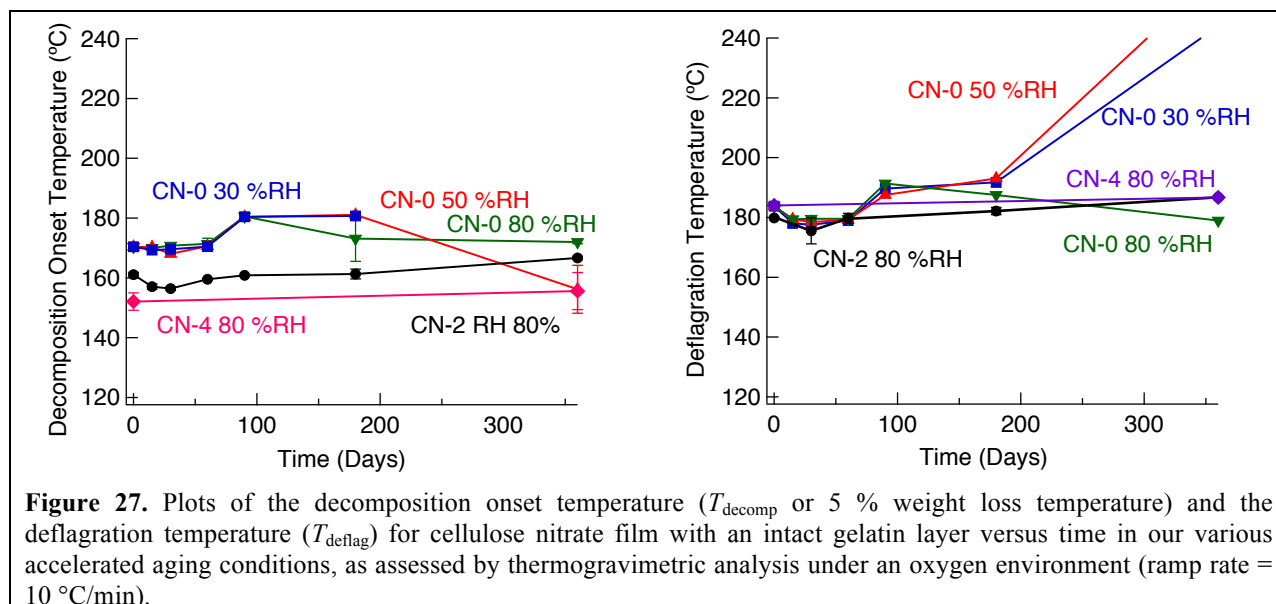 240
220
200
180
160
140
120
Decomposition Onset Temperature (ºC)
CN-0 30 %RH
CN-0 50 %RH
CN-0 80 %RH
CN-4 80 %RH
CN-2 RH 80%
0
100
200
300
Time (Days)
240
220
200
180
160
140
120
Deflagration Temperature (ºC)
CN-0 50 %RH
CN-0 30 %RH
CN-4 80 %RH
CN-2 80 %RH
CN-0 80 %RH
0
100
200
300
Time (Days)
Figure 27. Plots of the decomposition onset temperature (Tdecomp or 5 % weight loss temperature) and the
deflagration temperature (Tdeflag) for cellulose nitrate film with an intact gelatin layer versus time in our various
accelerated aging conditions, as assessed by thermogravimetric analysis under an oxygen environment (ramp rate =
10 °C/min).